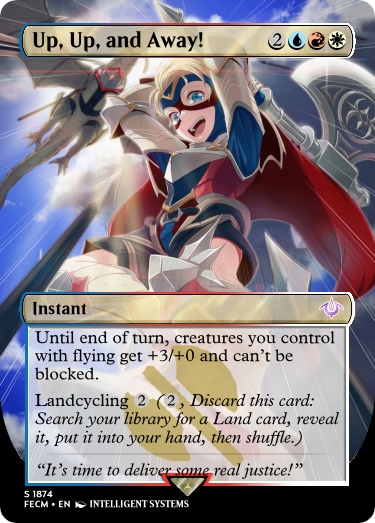 Up, Up, and Away! 2
Instant
Until end of turn, creatures you control
with flying get +3/+0 and can't be
blocked.
Landcycling 2 (2, Discard this card:
Search your library for a Land card, reveal
it, put it into your hand, then shuffle.)
“It's time to deliver some real justice!”
S 1874
FECM • EN INTELLIGENT SYSTEMS